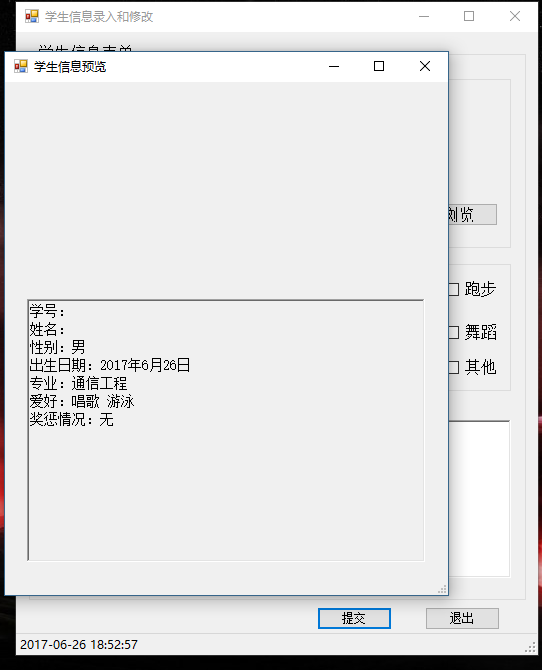 学生信息录入和修改
学生信息表单
学生信息预览
浏览
跑步
舞蹈
其他
学号：
姓名：
性别：男
出生日期：2017年6月26日
专业：通信工程
爱好：唱歌 游泳
奖惩情况：无
提交
退出
2017-06-26 18:52:57